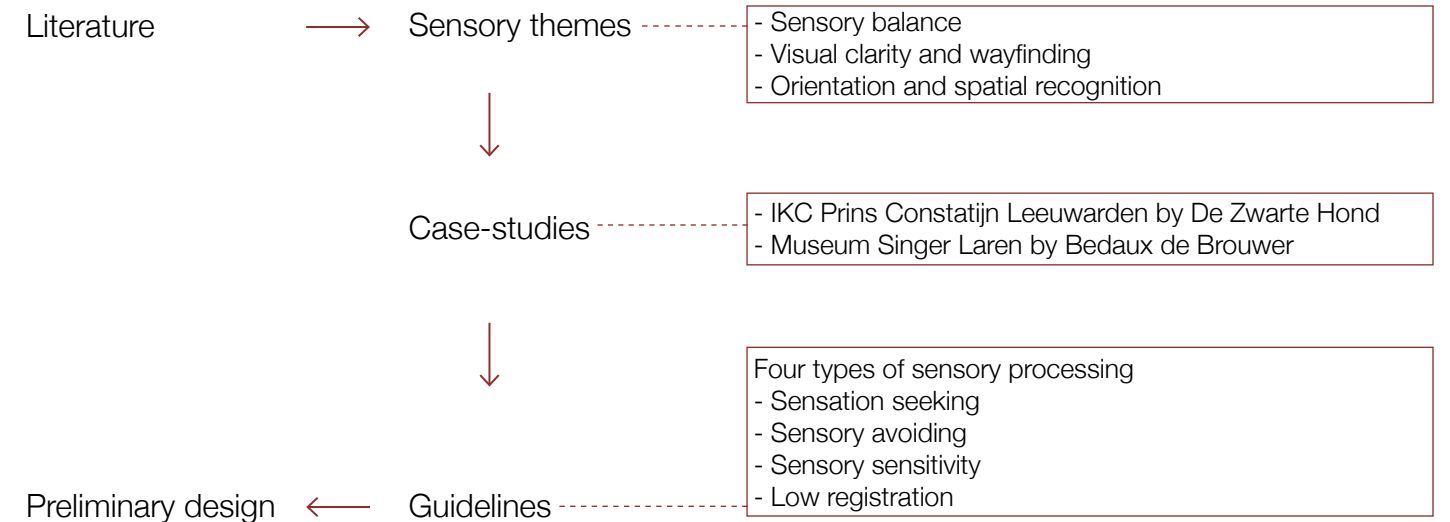 Literature
Sensory themes
- Sensory balance
- Visual clarity and wayfinding
- Orientation and spatial recognition
Case-studies
- IKC Prins Constatijn Leeuwarden by De Zwarte Hond
- Museum Singer Laren by Bedaux de Brouwer
Four types of sensory processing
- Sensation seeking
- Sensory avoiding
- Sensory sensitivity
- Low registration
Guidelines
Preliminary design